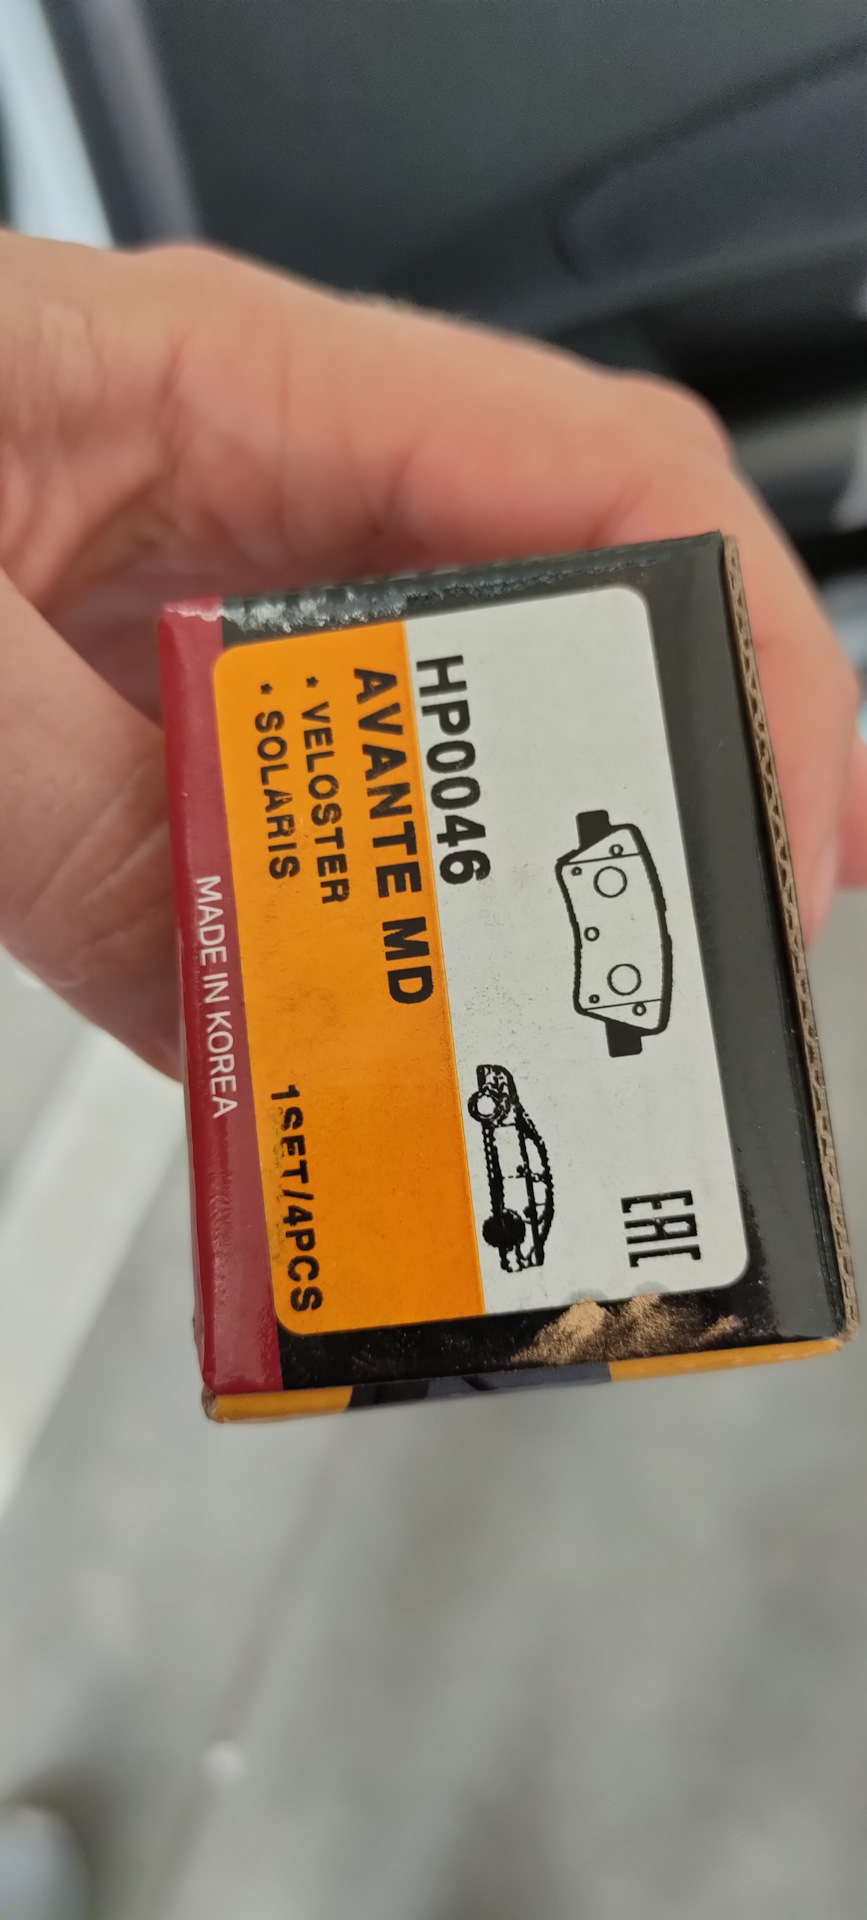 EAC
HP0046
AVANTE MD
* VELOSTER
* SOLARIS
1SET/4PCS
MADE IN KOREA